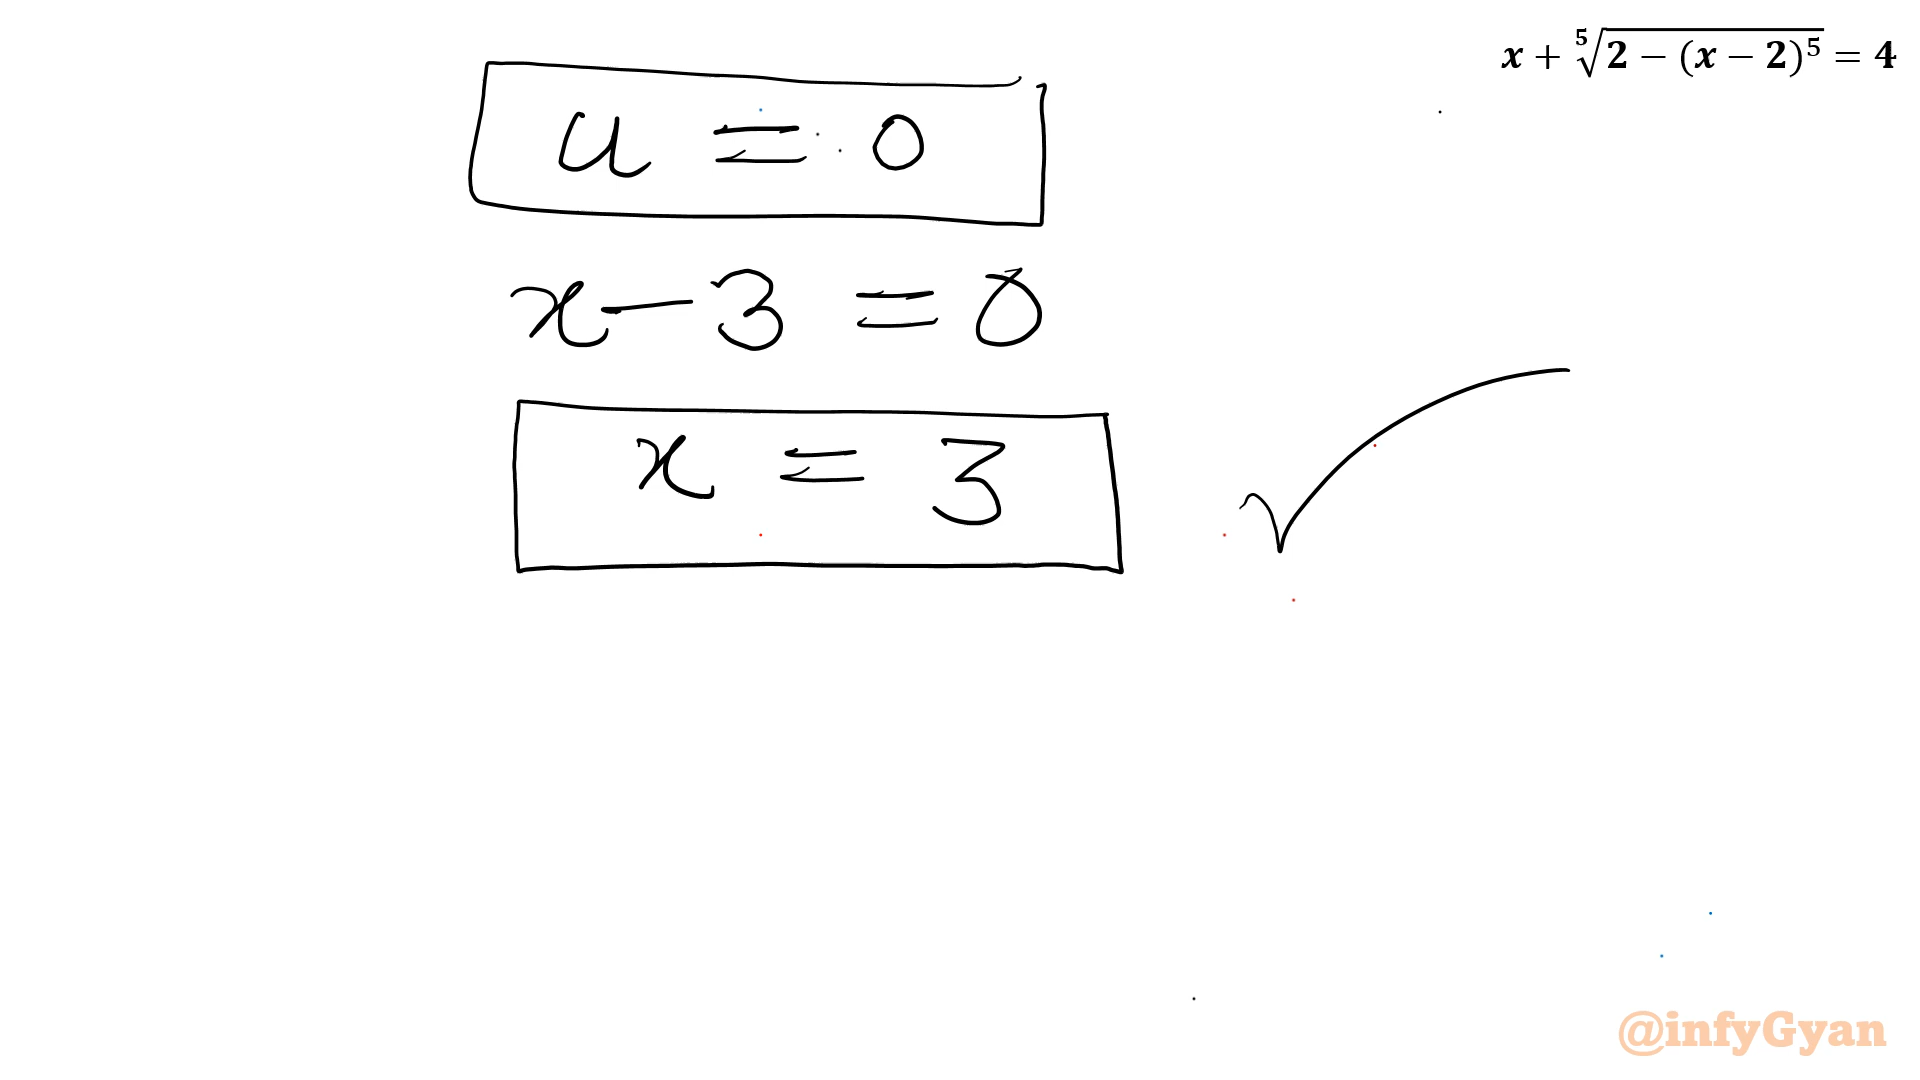 x + ⁵√(2 − (x − 2)⁵) = 4
u = 0
x − 3 = 0
x = 3
@infyGyan